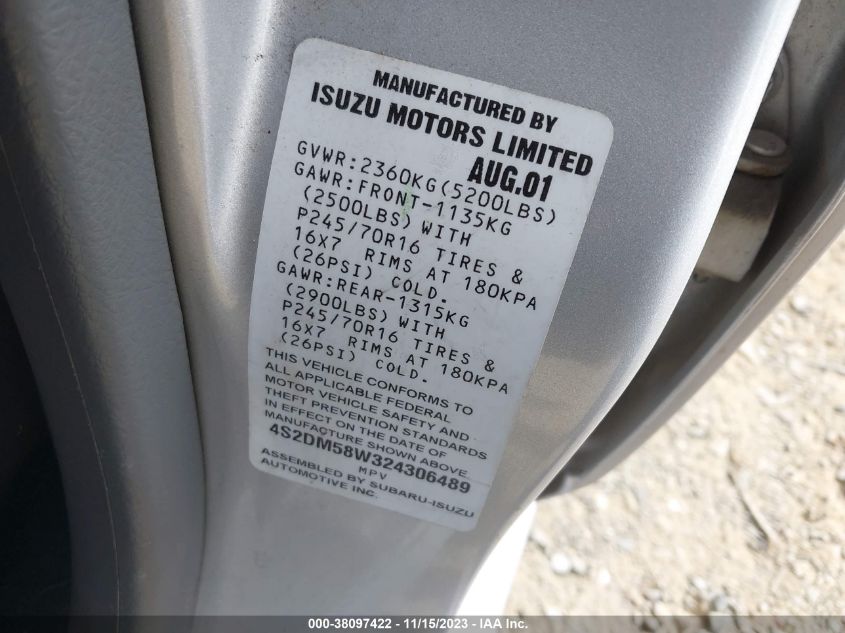 MANUFACTURED BY
ISUZU MOTORS LIMITED
AUG.01
GVWR:2360KG(5200LBS)
GAWR:FRONT-1135KG
(2500LBS) WITH
P245/70R16 TIRES &
16X7 RIMS AT 180KPA
(26PSI) COLD.
GAWR:REAR-1315KG
(2900LBS) WITH
P245/70R16 TIRES &
16X7 RIMS AT 180KPA
(26PSI) COLD.
THIS VEHICLE CONFORMS TO
ALL APPLICABLE FEDERAL
MOTOR VEHICLE SAFETY AND
THEFT PREVENTION STANDARDS
IN EFFECT ON THE DATE OF
MANUFACTURE SHOWN ABOVE.
4S2DM58W324306489
MPV
ASSEMBLED BY SUBARU-ISUZU
AUTOMOTIVE INC.
000-38097422 - 11/15/2023 - IAA Inc.